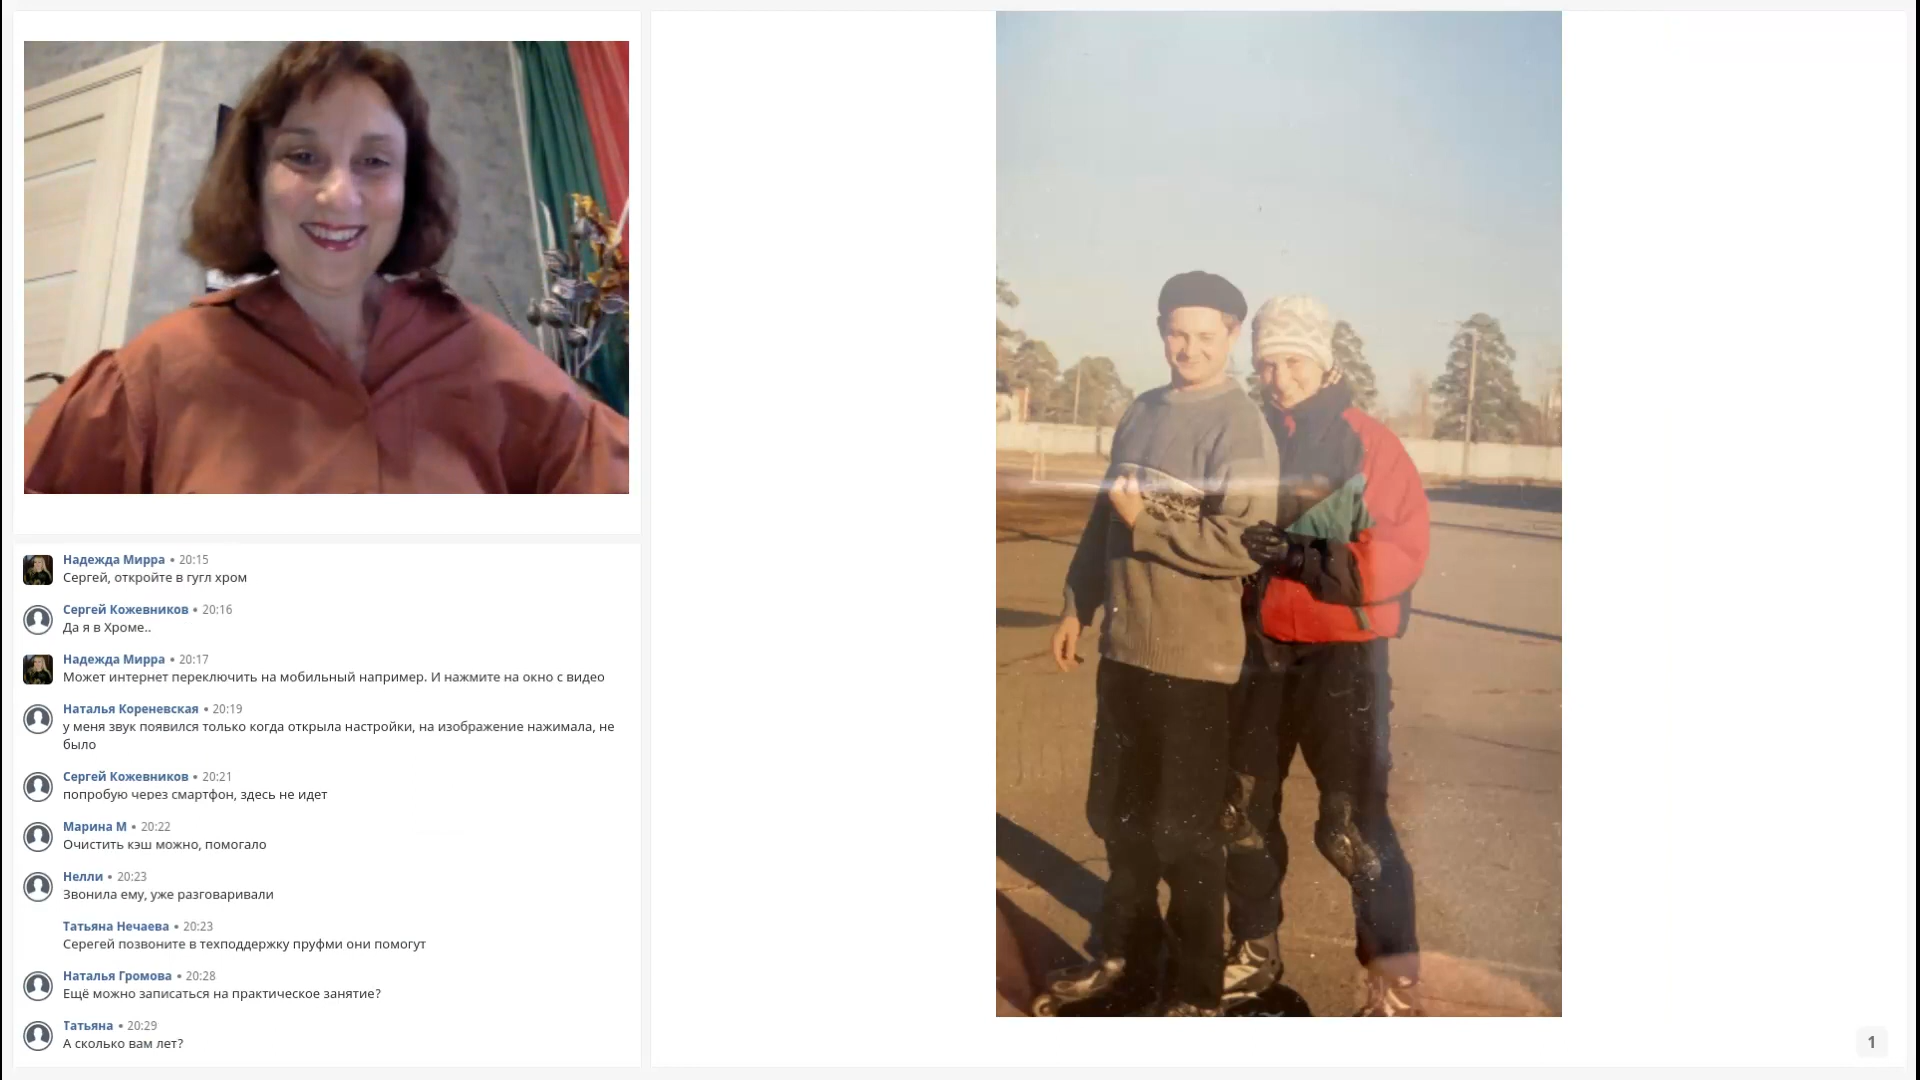 Надежда Мирра • 20:15
Сергей, откройте в гугл хром
Сергей Кожевников • 20:16
Да я в Хроме..
Надежда Мирра • 20:17
Может интернет переключить на мобильный например. И нажмите на окно с видео
Наталья Кореневская • 20:19
у меня звук появился только когда открыла настройки, на изображение нажимала, не
было
Сергей Кожевников • 20:21
попробую через смартфон, здесь не идет
Марина М • 20:22
Очистить кэш можно, помогало
Нелли • 20:23
Звонила ему, уже разговаривали
Татьяна Нечаева • 20:23
Серегей позвоните в техподдержку пруфми они помогут
Наталья Громова • 20:28
Ещё можно записаться на практическое занятие?
Татьяна • 20:29
А сколько вам лет?
1